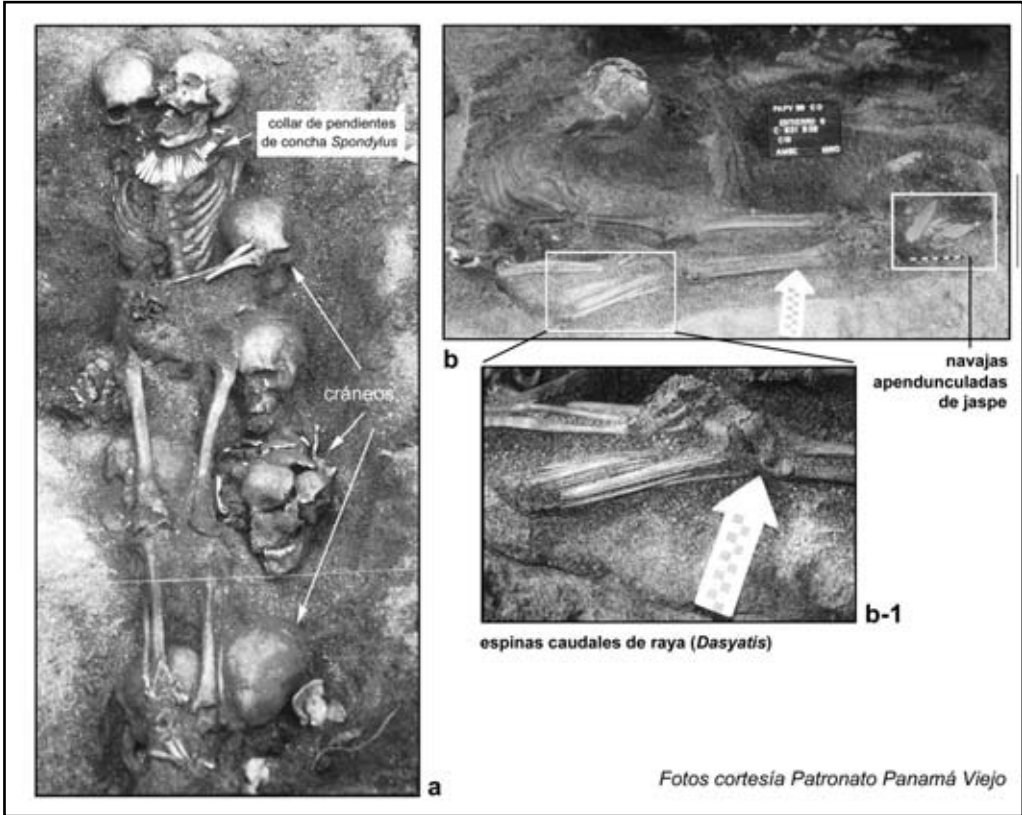 collar de pendientes
de concha Spondylus
cráneos
a
b
navajas
apendunculadas
de jaspe
b-1
espinas caudales de raya (Dasyatis)
Fotos cortesía Patronato Panamá Viejo